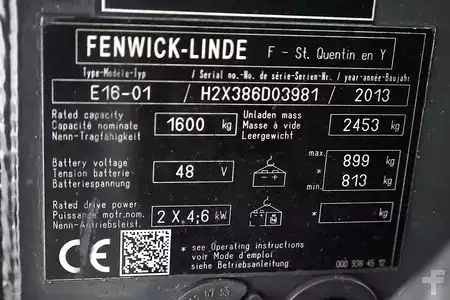 FENWICK-LINDE F - St. Quentin en Y
Type-Modèle-Typ / Serial no.-No. de série-Serien-Nr. / year-année-Baujahr
E16-01 / H2X386D03981 / 2013
Rated capacity
Capacité nominale
Nenn-Tragfähigkeit
1600 kg
Unladen mass
Masse à vide
Leergewicht
2453 kg
Battery voltage
Tension batterie
Batteriespannung
48 V
max. 899 kg
*
min. 813 kg
Rated drive power
Puissance motr.nom.
Nenn-Antriebsleist.
2 X 4,6 kW
* kg
CE
see Operating instructions
* voir Notice d'utilisation
siehe Betriebsanleitung
000 938 45 12